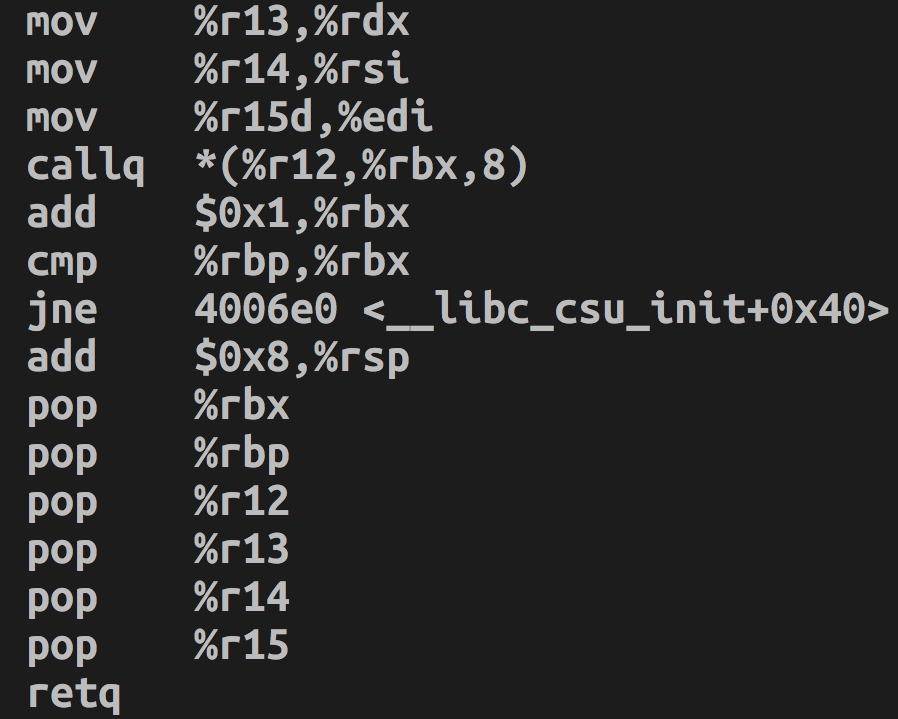 mov %r13,%rdx
mov %r14,%rsi
mov %r15d,%edi
callq *(%r12,%rbx,8)
add $0x1,%rbx
cmp %rbp,%rbx
jne 4006e0 <__libc_csu_init+0x40>
add $0x8,%rsp
pop %rbx
pop %rbp
pop %r12
pop %r13
pop %r14
pop %r15
retq